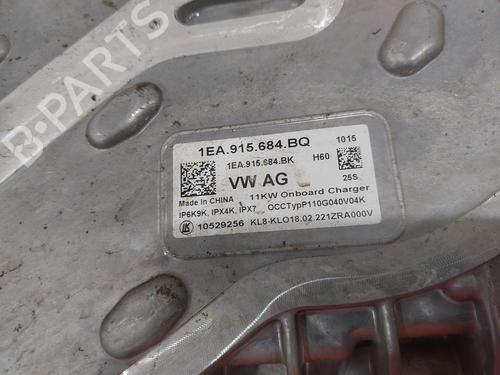 B-PARTS
1EA.915.684.BQ 1015
1EA.915.684.BK H60
VW AG 25S
Made in CHINA 11KW Onboard Charger
IP6K9K, IPX4K, IPX7 OCCTypP110G040V04K
10529256 KL8-KLO18.02.221ZRA000V